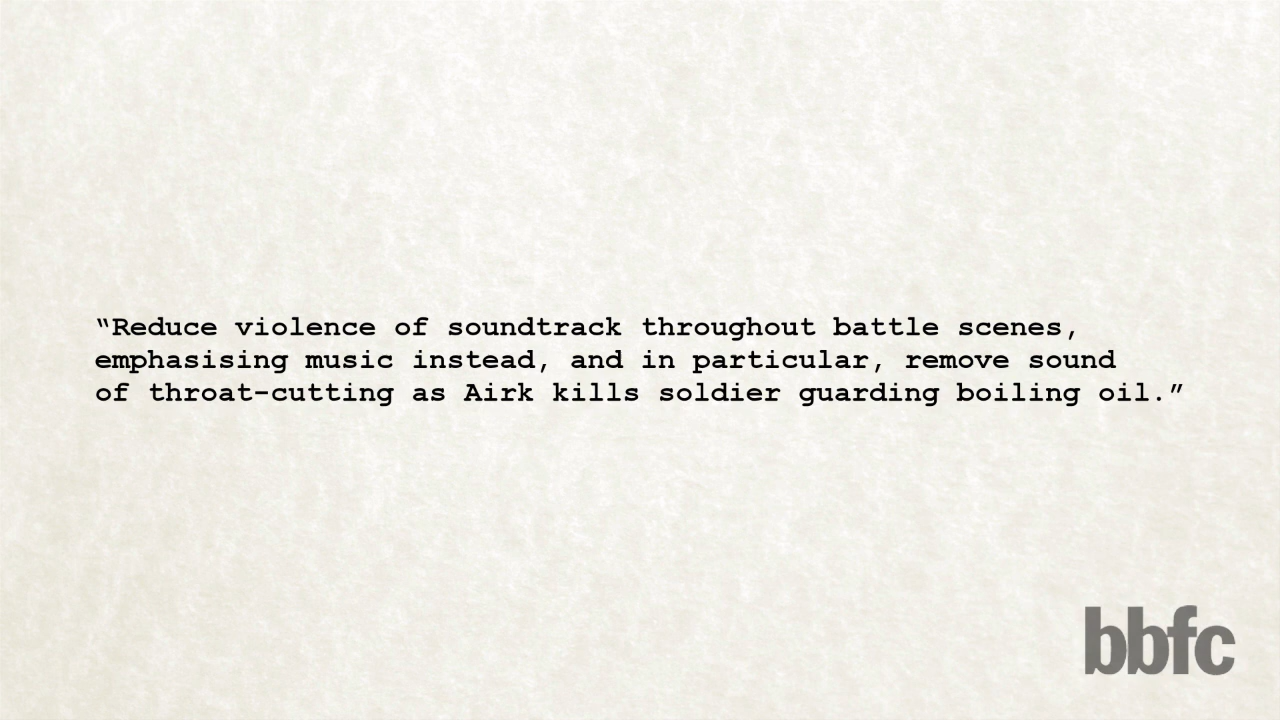 “Reduce violence of soundtrack throughout battle scenes,
emphasising music instead, and in particular, remove sound
of throat-cutting as Airk kills soldier guarding boiling oil.”
bbfc